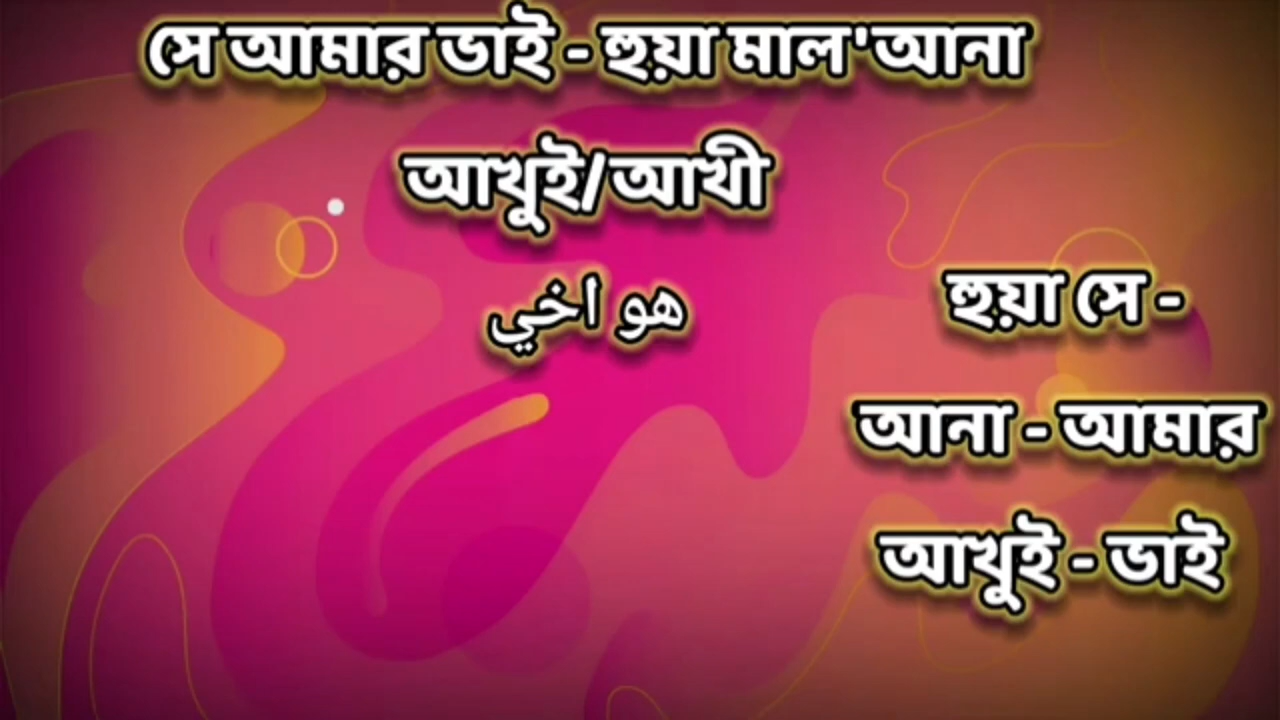 সে আমার ভাই - হুয়া মাল'আনা
আখুই/আখী
هو اخي
হুয়া সে -
আনা - আমার
আখুই - ভাই